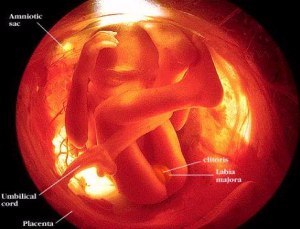 Amniotic
sac
clitoris
Labia
majora
Umbilical
cord
Placenta